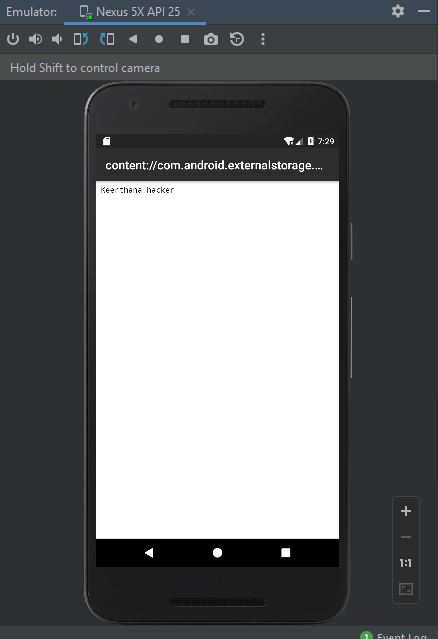 Emulator: Nexus 5X API 25
Hold Shift to control camera
7:29
content://com.android.externalstorage....
Keerthana hacker
1:1
1 Event Log